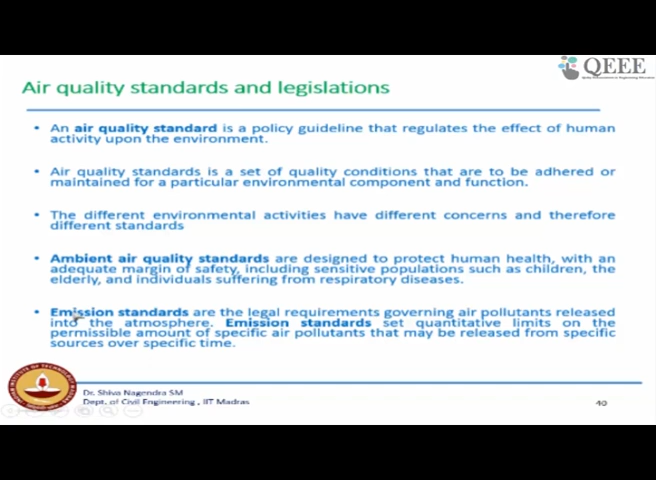 QEEE
Air quality standards and legislations
• An air quality standard is a policy guideline that regulates the effect of human
activity upon the environment.
• Air quality standards is a set of quality conditions that are to be adhered or
maintained for a particular environmental component and function.
• The different environmental activities have different concerns and therefore
different standards
• Ambient air quality standards are designed to protect human health, with an
adequate margin of safety, including sensitive populations such as children, the
elderly, and individuals suffering from respiratory diseases.
• Emission standards are the legal requirements governing air pollutants released
into the atmosphere. Emission standards set quantitative limits on the
permissible amount of specific air pollutants that may be released from specific
sources over specific time.
Dr. Shiva Nagendra SM
Dept. of Civil Engineering , IIT Madras
40